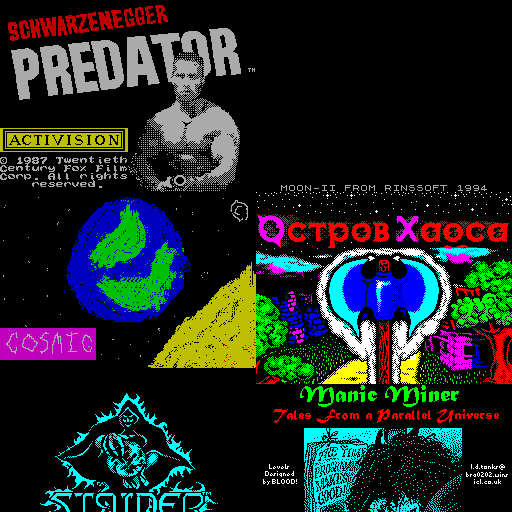 SCHWARZENEGGER
PREDATOR
TM
ACTIVISION
© 1987 Twentieth
Century Fox Film
Corp. All rights
reserved.
MOON-II FROM RINSSOFT 1994
Остров Хаоса
COSMIC
Manic Miner
Tales From a Parallel Universe
Levels
Designed
by BLOOD!
STRIDER